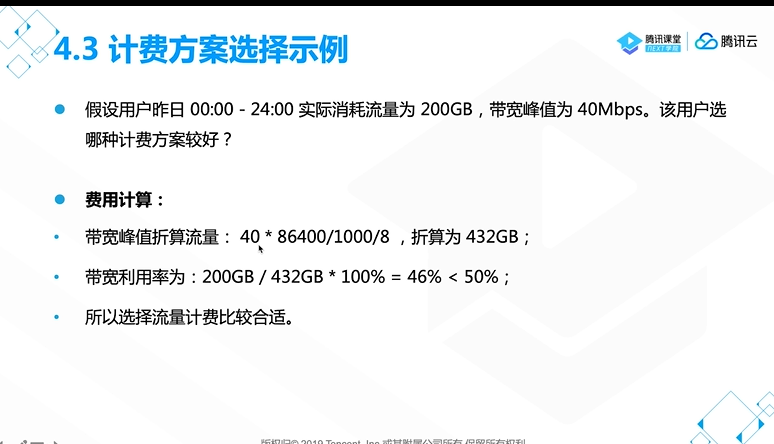 4.3 计费方案选择示例
腾讯课堂
NEXT学院
腾讯云
假设用户昨日 00:00 - 24:00 实际消耗流量为 200GB，带宽峰值为 40Mbps。该用户选
哪种计费方案较好？
费用计算：
带宽峰值折算流量： 40 * 86400/1000/8 ，折算为 432GB；
带宽利用率为：200GB / 432GB * 100% = 46% < 50%；
所以选择流量计费比较合适。
版权归© 2019 Tencent, Inc 或其附属公司所有 保留所有权利